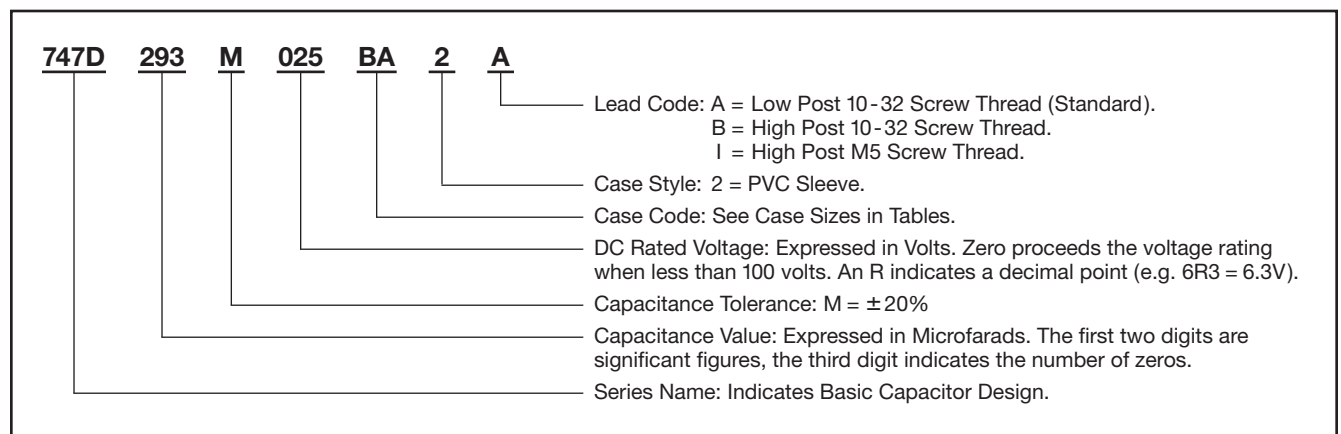 747D 293 M 025 BA 2 A
Lead Code: A = Low Post 10-32 Screw Thread (Standard).
B = High Post 10-32 Screw Thread.
I = High Post M5 Screw Thread.
Case Style: 2 = PVC Sleeve.
Case Code: See Case Sizes in Tables.
DC Rated Voltage: Expressed in Volts. Zero proceeds the voltage rating
when less than 100 volts. An R indicates a decimal point (e.g. 6R3 = 6.3V).
Capacitance Tolerance: M = ±20%
Capacitance Value: Expressed in Microfarads. The first two digits are
significant figures, the third digit indicates the number of zeros.
Series Name: Indicates Basic Capacitor Design.